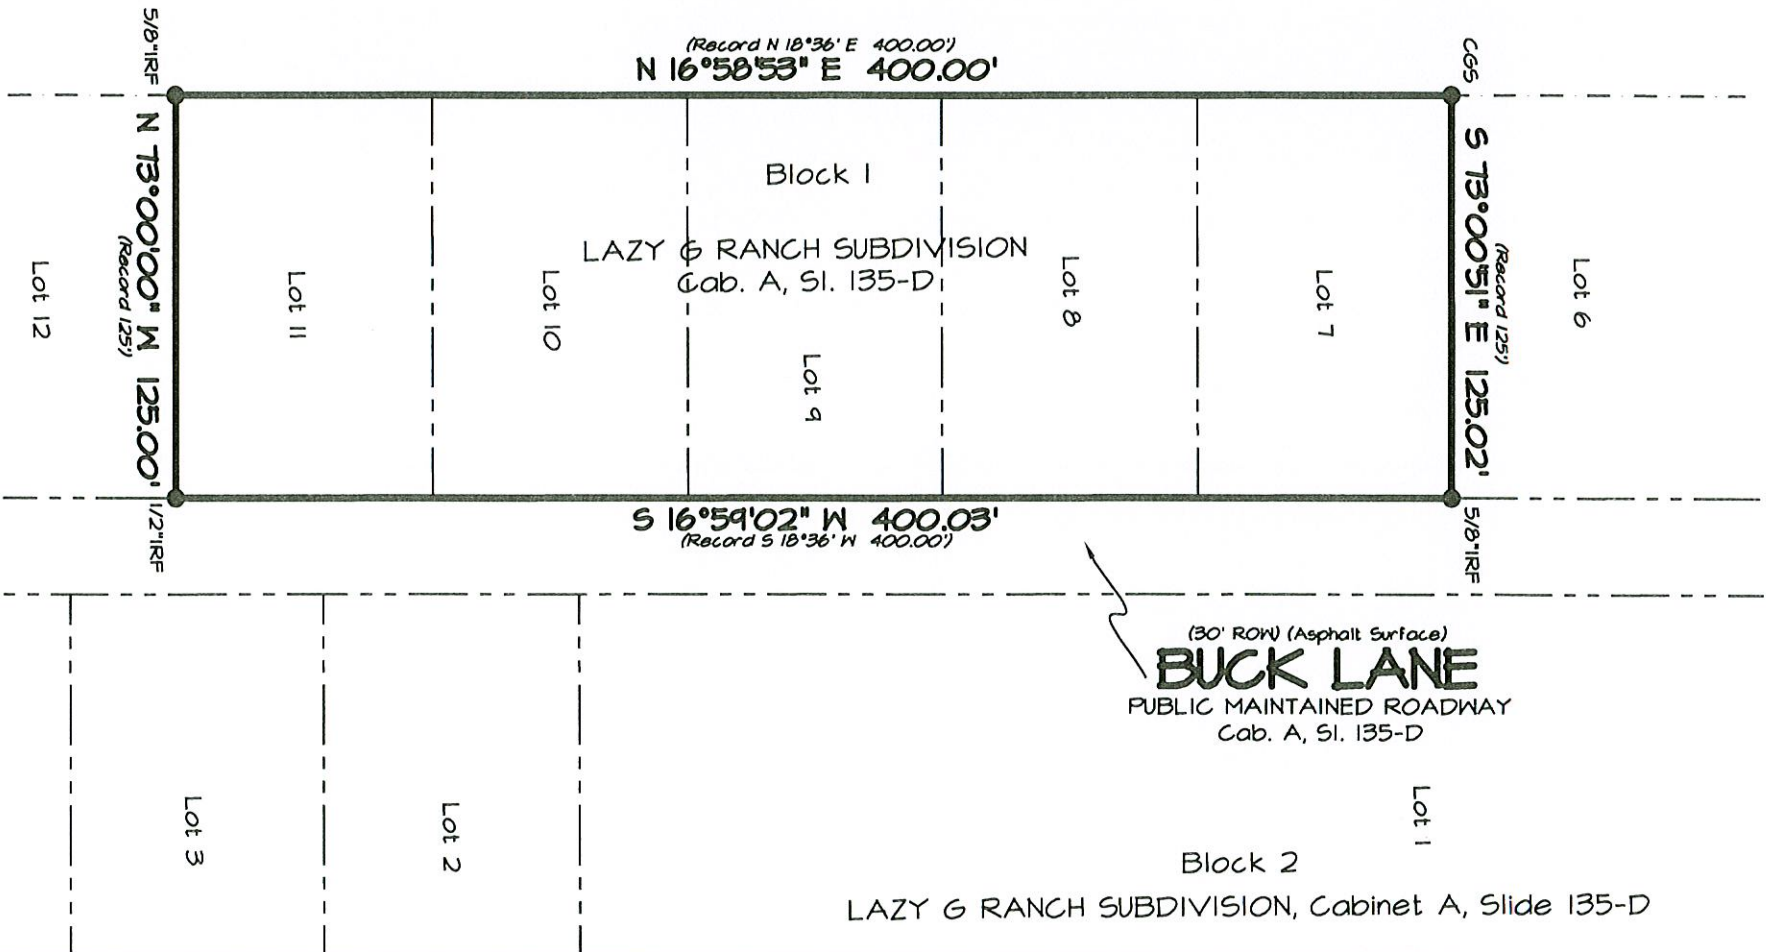 (Record N 18°36' E 400.00')
N 16°58'53" E 400.00'
5/8"IRF
CGS
N 73°00'00" W 125.00'
(Record 125')
S 73°00'51" E 125.02'
(Record 125')
Block 1
LAZY G RANCH SUBDIVISION
Cab. A, Sl. 135-D
Lot 12
Lot 11
Lot 10
Lot 9
Lot 8
Lot 7
Lot 6
1/2"IRF
S 16°59'02" W 400.03'
(Record S 18°36' W 400.00')
5/8"IRF
(30' ROW) (Asphalt Surface)
BUCK LANE
PUBLIC MAINTAINED ROADWAY
Cab. A, Sl. 135-D
Lot 3
Lot 2
Lot 1
Block 2
LAZY G RANCH SUBDIVISION, Cabinet A, Slide 135-D